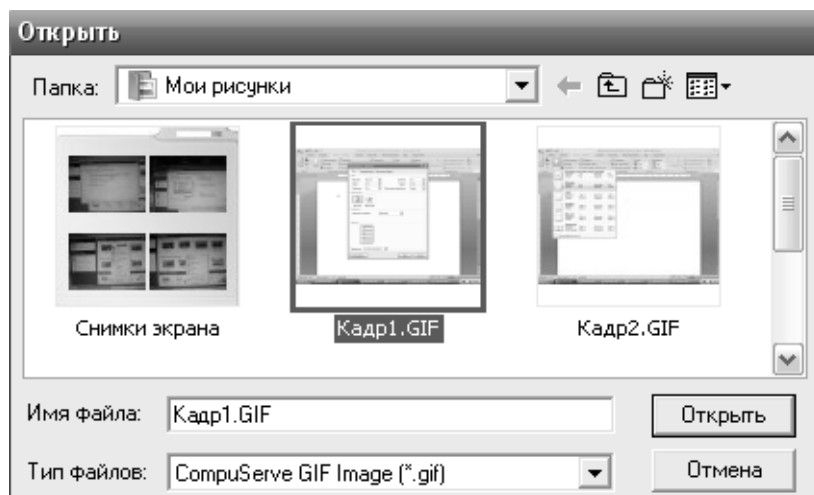 Открыть
Папка: Мои рисунки
Снимки экрана Кадр1.GIF Кадр2.GIF
Имя файла: Кадр1.GIF Открыть
Тип файлов: CompuServe GIF Image (*.gif) Отмена